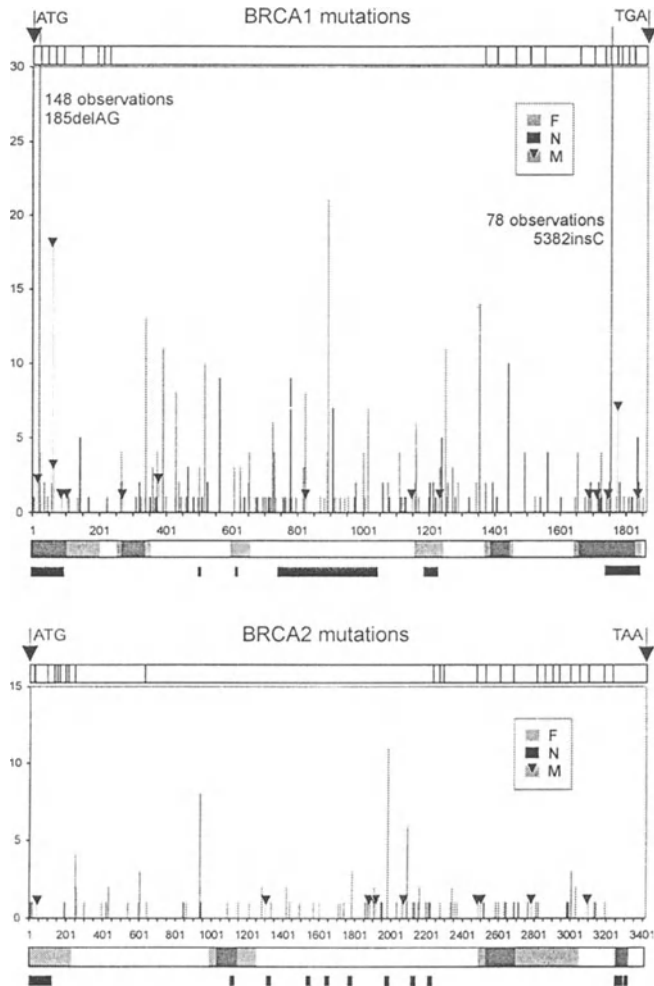 |ATG BRCA1 mutations TGA|
30
148 observations
185delAG
25
F
N
M
20
78 observations
5382insC
15
10
5
0
1 201 401 601 801 1001 1201 1401 1601 1801
|ATG BRCA2 mutations TAA|
15
F
N
M
10
5
0
1 201 401 601 801 1001 1201 1401 1601 1801 2001 2201 2401 2601 2801 3001 3201 3401